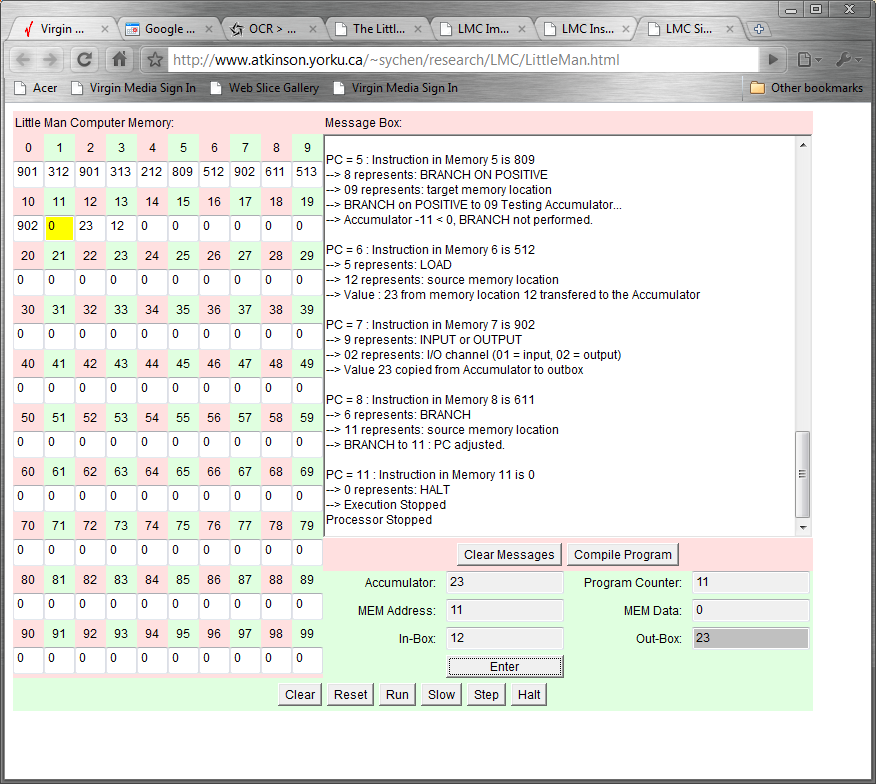 Virgin ... Google ... OCR > ... The Little... LMC Im... LMC Ins... LMC Si...
http://www.atkinson.yorku.ca/~sychen/research/LMC/LittleMan.html
Acer Virgin Media Sign In Web Slice Gallery Virgin Media Sign In Other bookmarks
Little Man Computer Memory:
0 1 2 3 4 5 6 7 8 9
901 312 901 313 212 809 512 902 611 513
10 11 12 13 14 15 16 17 18 19
902 0 23 12 0 0 0 0 0 0
20 21 22 23 24 25 26 27 28 29
0 0 0 0 0 0 0 0 0 0
30 31 32 33 34 35 36 37 38 39
0 0 0 0 0 0 0 0 0 0
40 41 42 43 44 45 46 47 48 49
0 0 0 0 0 0 0 0 0 0
50 51 52 53 54 55 56 57 58 59
0 0 0 0 0 0 0 0 0 0
60 61 62 63 64 65 66 67 68 69
0 0 0 0 0 0 0 0 0 0
70 71 72 73 74 75 76 77 78 79
0 0 0 0 0 0 0 0 0 0
80 81 82 83 84 85 86 87 88 89
0 0 0 0 0 0 0 0 0 0
90 91 92 93 94 95 96 97 98 99
0 0 0 0 0 0 0 0 0 0
Message Box:
PC = 5 : Instruction in Memory 5 is 809
--> 8 represents: BRANCH ON POSITIVE
--> 09 represents: target memory location
--> BRANCH on POSITIVE to 09 Testing Accumulator...
--> Accumulator -11 < 0, BRANCH not performed.
PC = 6 : Instruction in Memory 6 is 512
--> 5 represents: LOAD
--> 12 represents: source memory location
--> Value : 23 from memory location 12 transfered to the Accumulator
PC = 7 : Instruction in Memory 7 is 902
--> 9 represents: INPUT or OUTPUT
--> 02 represents: I/O channel (01 = input, 02 = output)
--> Value 23 copied from Accumulator to outbox
PC = 8 : Instruction in Memory 8 is 611
--> 6 represents: BRANCH
--> 11 represents: source memory location
--> BRANCH to 11 : PC adjusted.
PC = 11 : Instruction in Memory 11 is 0
--> 0 represents: HALT
--> Execution Stopped
Processor Stopped
Clear Messages Compile Program
Accumulator: 23 Program Counter: 11
MEM Address: 11 MEM Data: 0
In-Box: 12 Out-Box: 23
Enter
Clear Reset Run Slow Step Halt